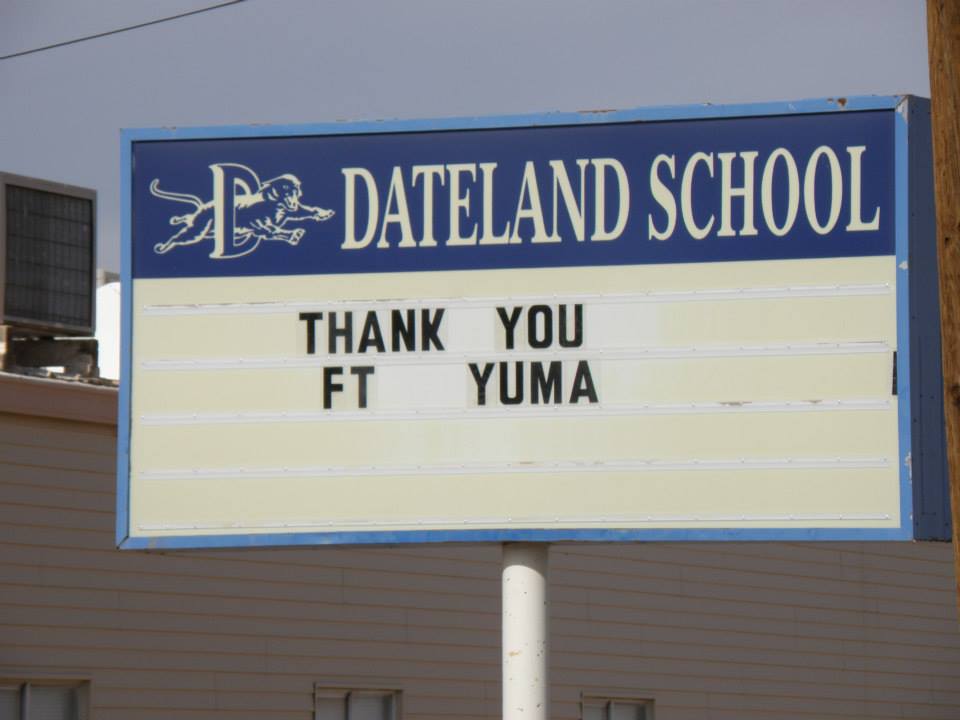 D DATELAND SCHOOL
THANK YOU
FT YUMA